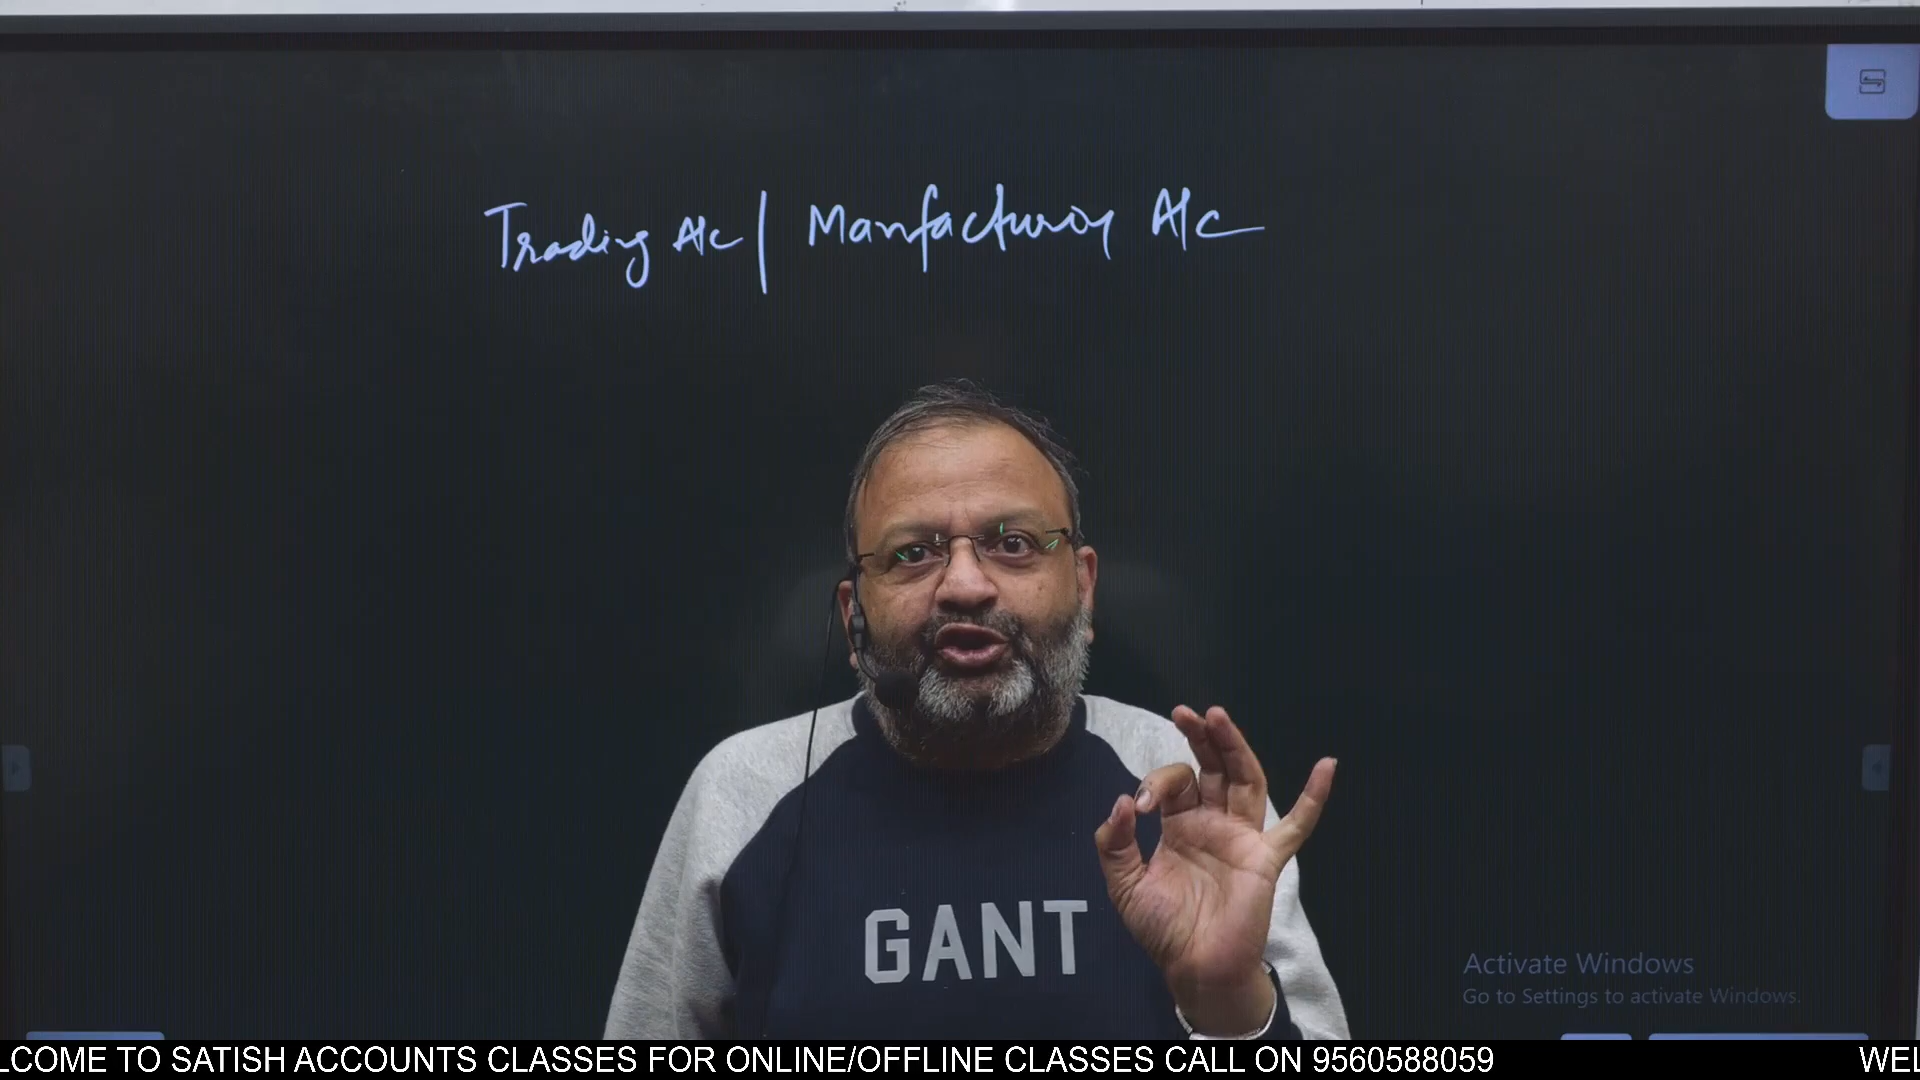 Trading A/c | Manfacturing A/c
GANT
Activate Windows
Go to Settings to activate Windows.
LCOME TO SATISH ACCOUNTS CLASSES FOR ONLINE/OFFLINE CLASSES CALL ON 9560588059 WEL